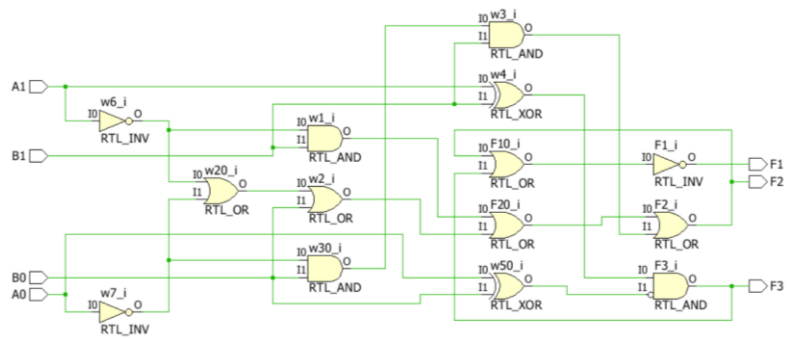 w3_i
I0
I1
O
RTL_AND
A1
w6_i
I0
O
RTL_INV
w4_i
I0
I1
O
RTL_XOR
w1_i
I0
I1
O
RTL_AND
B1
F10_i
I0
I1
O
RTL_OR
F1_i
I0
O
RTL_INV
F1
F2
w20_i
I0
I1
O
RTL_OR
w2_i
I0
I1
O
RTL_OR
F20_i
I0
I1
O
RTL_OR
F2_i
I0
I1
O
RTL_OR
w30_i
I0
I1
O
RTL_AND
B0
A0
w50_i
I0
I1
O
RTL_XOR
F3_i
I0
I1
O
RTL_AND
F3
w7_i
I0
O
RTL_INV